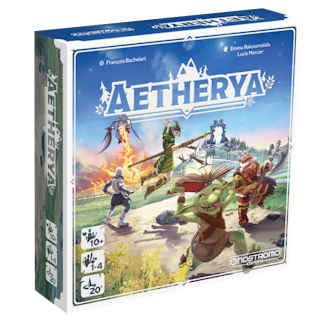 François Bachelart
Emma Rakotomalala
Lucie Mercier
AETHERYA
AETHERYA
10+
1-4
20'
NOSTROMO